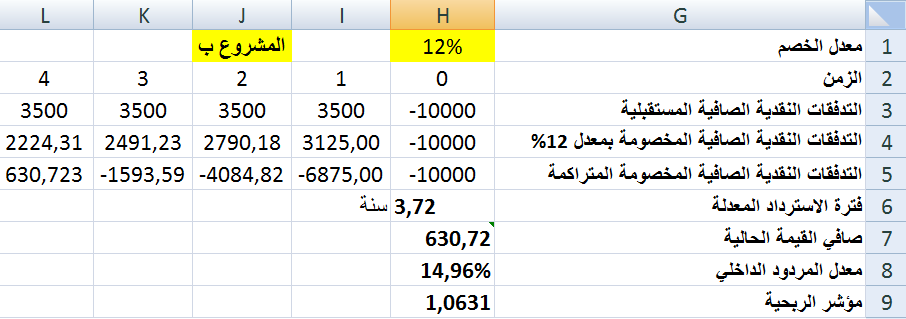 G H I J K L
1 معدل الخصم 12% المشروع ب
2 الزمن 0 1 2 3 4
3 التدفقات النقدية الصافية المستقبلية -10000 3500 3500 3500 3500
4 التدفقات النقدية الصافية المخصومة بمعدل 12% -10000 3125,00 2790,18 2491,23 2224,31
5 التدفقات النقدية الصافية المخصومة المتراكمة -10000 -6875,00 -4084,82 -1593,59 630,723
6 فترة الاسترداد المعدلة 3,72 سنة
7 صافي القيمة الحالية 630,72
8 معدل المردود الداخلي 14,96%
9 مؤشر الربحية 1,0631